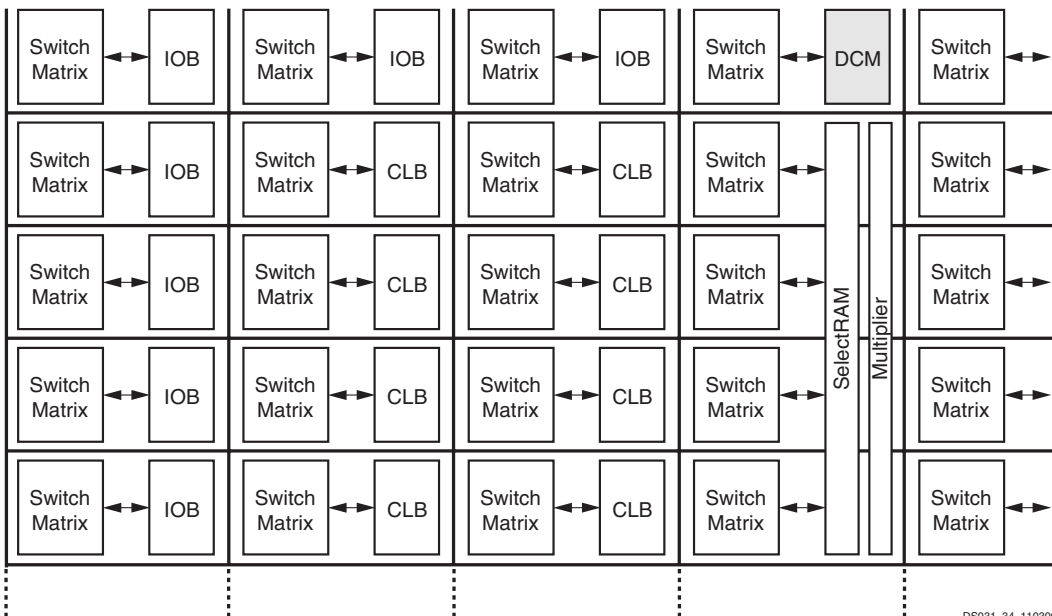 Switch
Matrix
IOB
Switch
Matrix
IOB
Switch
Matrix
IOB
Switch
Matrix
DCM
Switch
Matrix
Switch
Matrix
IOB
Switch
Matrix
CLB
Switch
Matrix
CLB
Switch
Matrix
Switch
Matrix
Switch
Matrix
IOB
Switch
Matrix
CLB
Switch
Matrix
CLB
Switch
Matrix
SelectRAM
Multiplier
Switch
Matrix
Switch
Matrix
IOB
Switch
Matrix
CLB
Switch
Matrix
CLB
Switch
Matrix
Switch
Matrix
Switch
Matrix
IOB
Switch
Matrix
CLB
Switch
Matrix
CLB
Switch
Matrix
Switch
Matrix